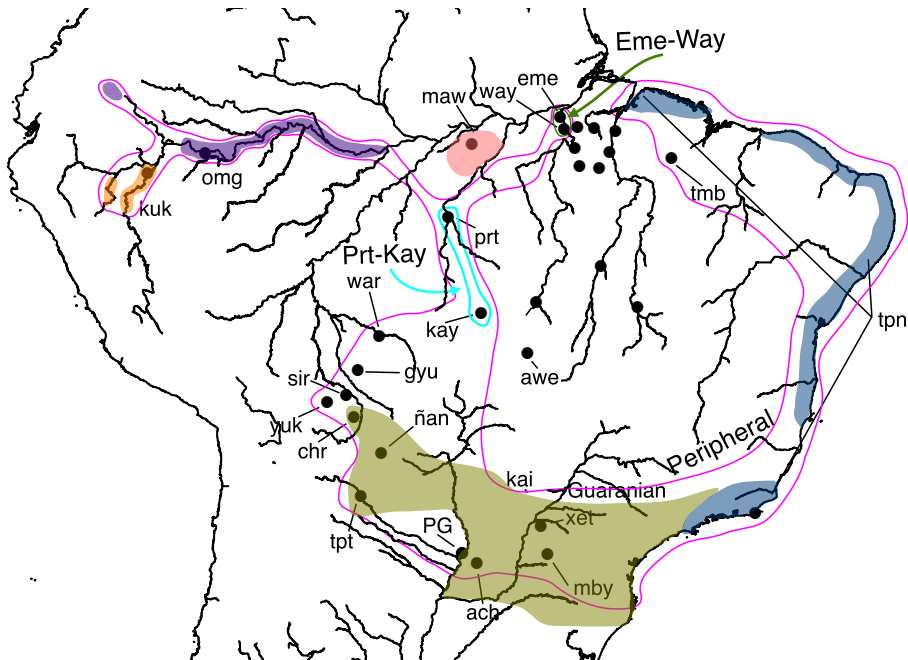 Eme-Way
eme
way
maw
omg
tmb
kuk
prt
Prt-Kay
war
tpn
kay
gyu
awe
sir
yuk
ñan
chr
Peripheral
kai
Guaranian
PG
xet
tpt
mby
ach